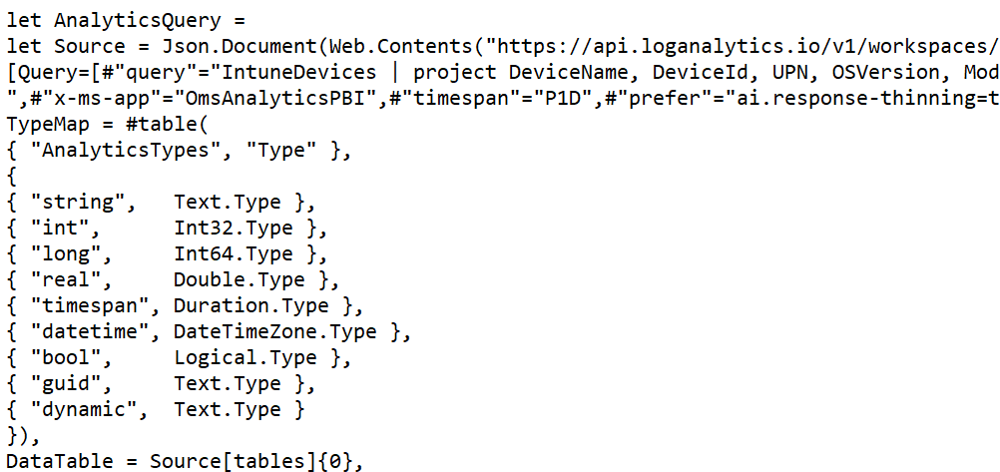 let AnalyticsQuery =
let Source = Json.Document(Web.Contents("https://api.loganalytics.io/v1/workspaces/
[Query=[#"query"="IntuneDevices | project DeviceName, DeviceId, UPN, OSVersion, Mod
",#"x-ms-app"="OmsAnalyticsPBI",#"timespan"="P1D",#"prefer"="ai.response-thinning=t
TypeMap = #table(
{ "AnalyticsTypes", "Type" },
{
{ "string",   Text.Type },
{ "int",      Int32.Type },
{ "long",     Int64.Type },
{ "real",     Double.Type },
{ "timespan", Duration.Type },
{ "datetime", DateTimeZone.Type },
{ "bool",     Logical.Type },
{ "guid",     Text.Type },
{ "dynamic",  Text.Type }
}),
DataTable = Source[tables]{0},